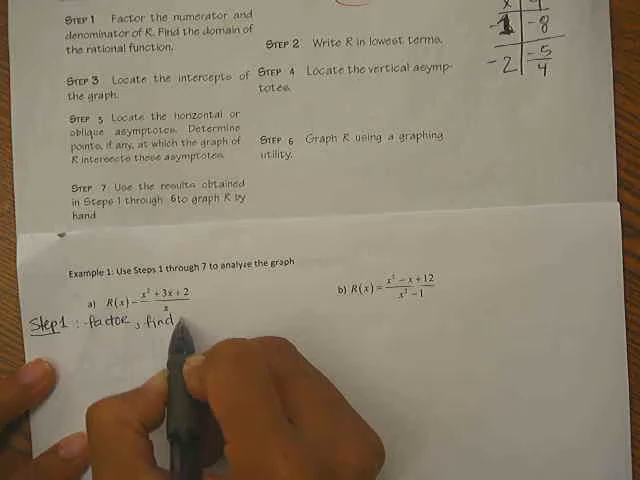 STEP 1 Factor the numerator and
denominator of R. Find the domain of
the rational function.
STEP 2 Write R in lowest terms.
STEP 3 Locate the intercepts of
the graph.
STEP 4 Locate the vertical asymp-
totes.
STEP 5 Locate the horizontal or
oblique asymptotes. Determine
points, if any, at which the graph of
R intersects these asymptotes.
STEP 6 Graph R using a graphing
utility.
STEP 7 Use the results obtained
in Steps 1 through 6 to graph R by
hand
x
-1 | -8
-2 | -5/4
Example 1: Use Steps 1 through 7 to analyze the graph
a) R(x) = x² + 3x + 2 / x
b) R(x) = x² − x + 12 / x² − 1
Step 1: factor, find